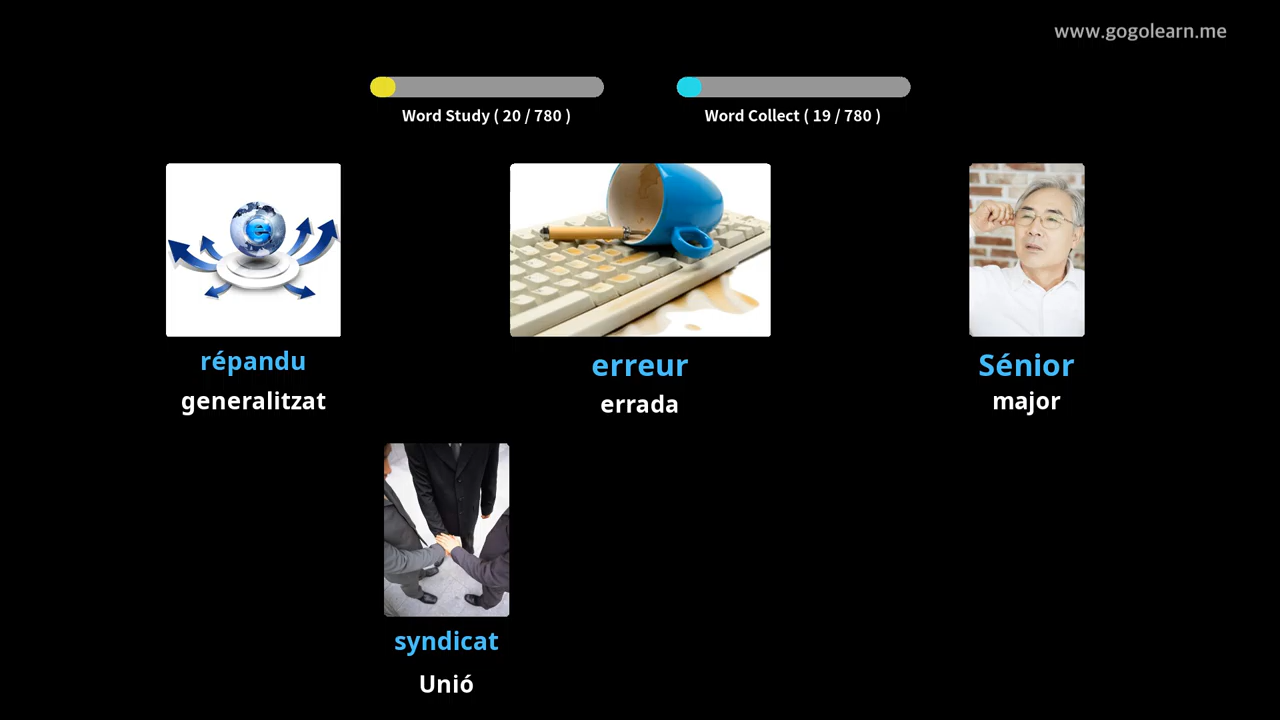 www.gogolearn.me
Word Study ( 20 / 780 )
Word Collect ( 19 / 780 )
e
répandu
generalitzat
erreur
errada
Sénior
major
syndicat
Unió